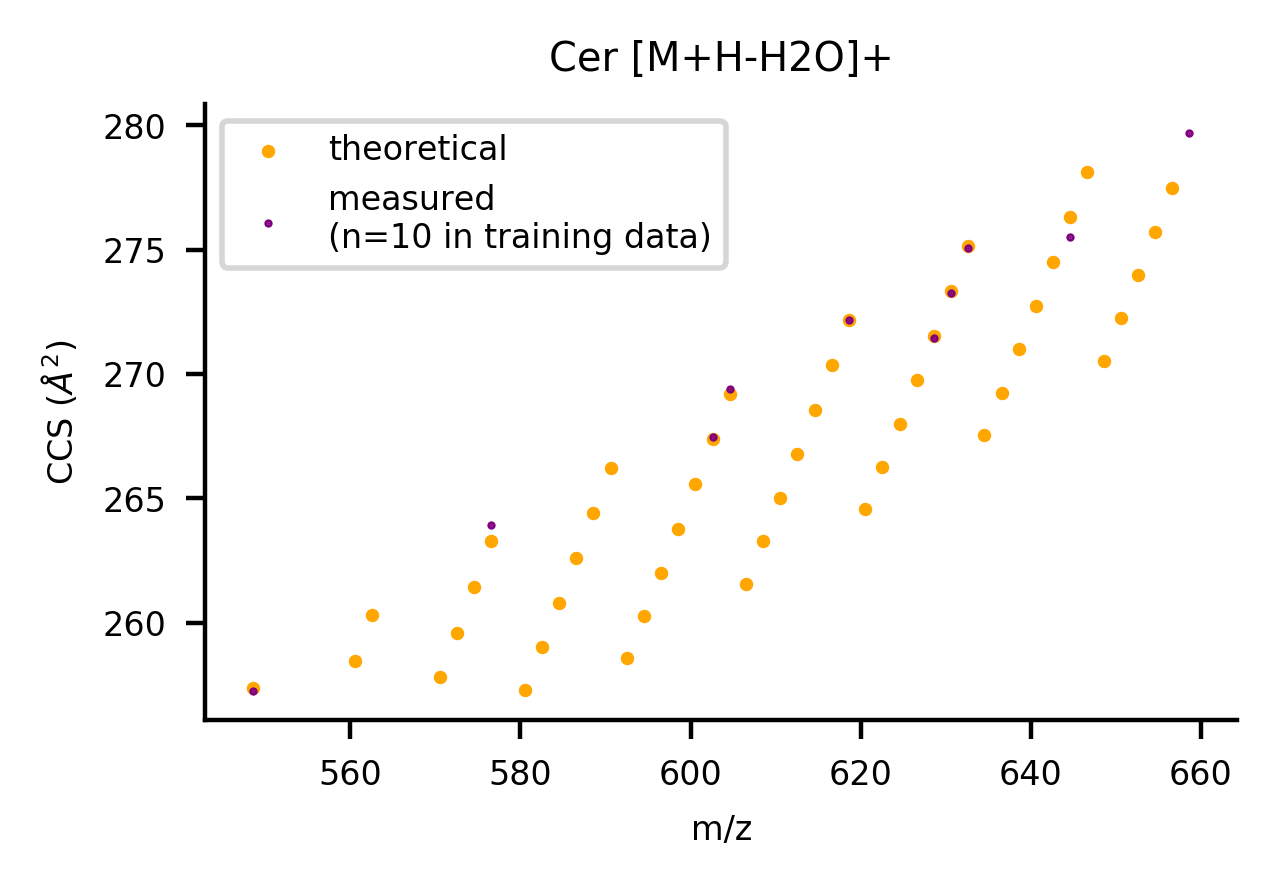 Cer [M+H-H2O]+
280
275
270
265
260
CCS (Å²)
theoretical
measured
(n=10 in training data)
560 580 600 620 640 660
m/z